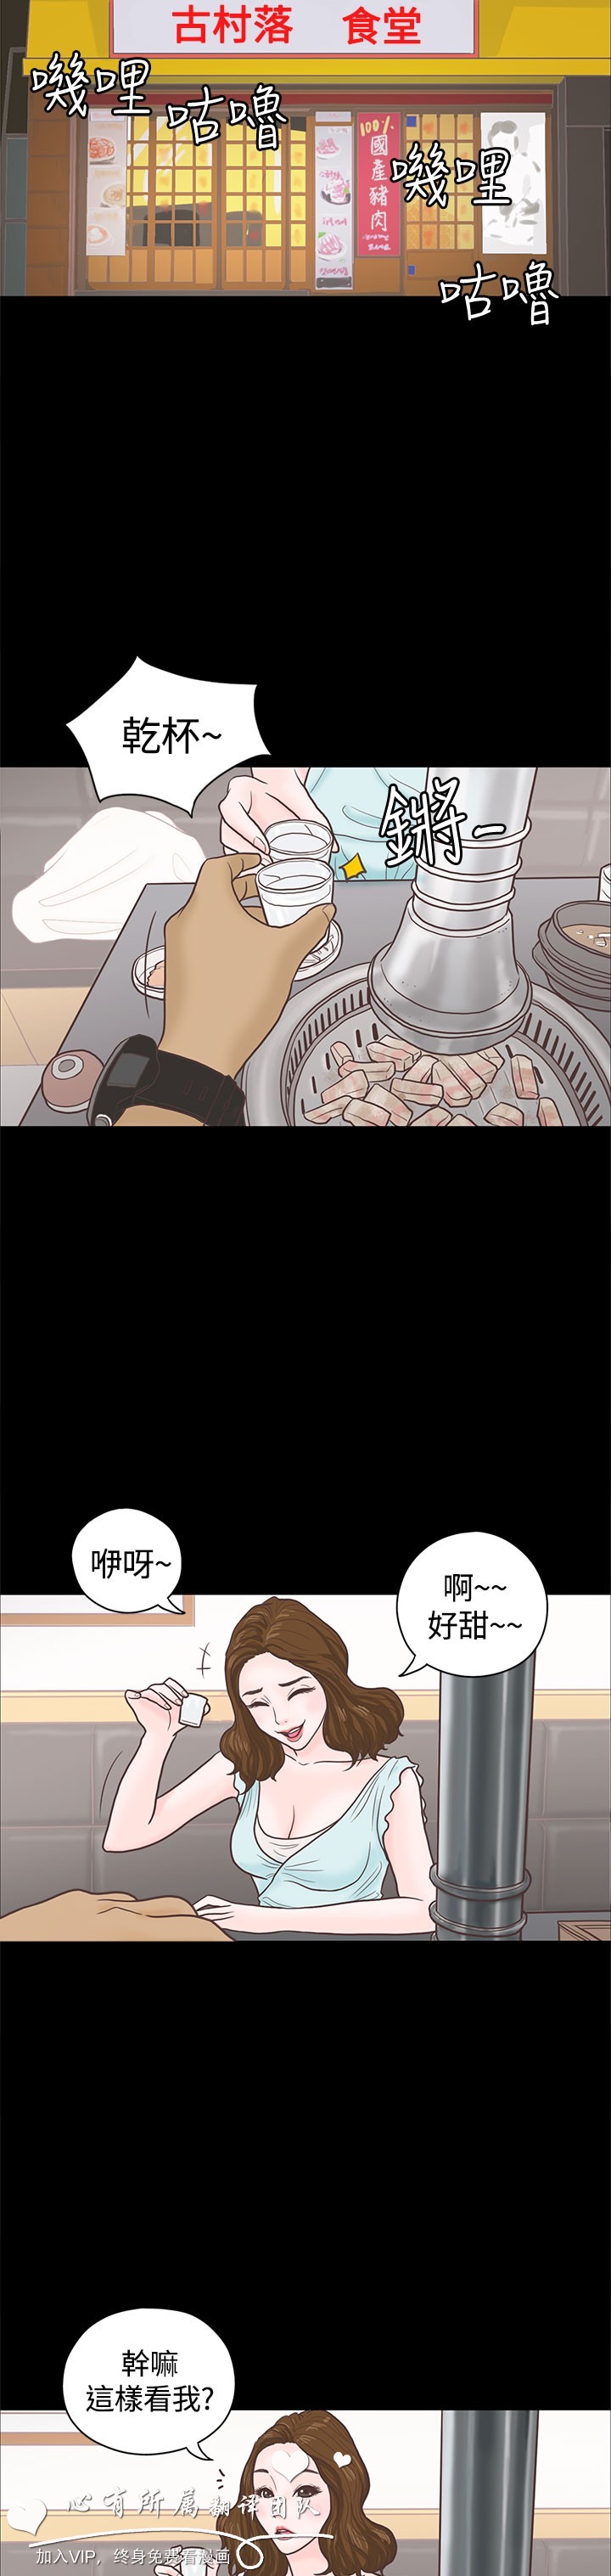 古村落 食堂
嘰哩
咕嚕
100%
國產豬肉
嘰哩
咕嚕
乾杯~
鏘–
咿呀~
啊~~
好甜~~
幹嘛
這樣看我?
心有所属翻译团队
加入VIP，终身免费看漫画